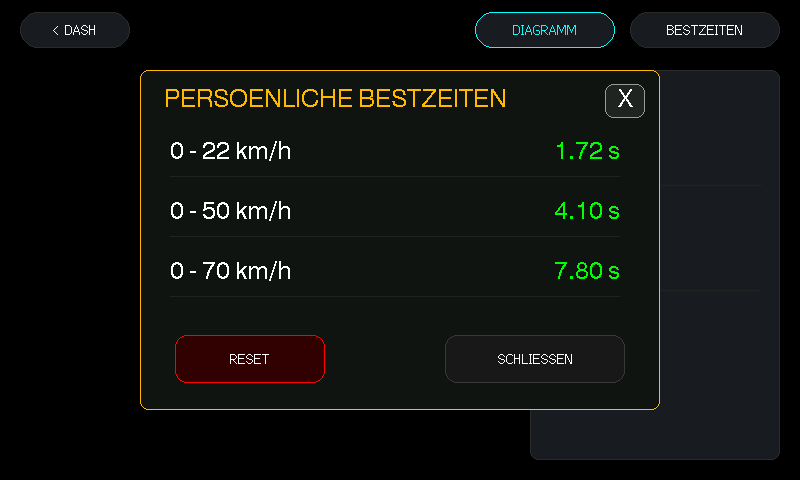 < DASH
DIAGRAMM
BESTZEITEN
PERSOENLICHE BESTZEITEN
X
0 - 22 km/h 1.72 s
0 - 50 km/h 4.10 s
0 - 70 km/h 7.80 s
RESET
SCHLIESSEN